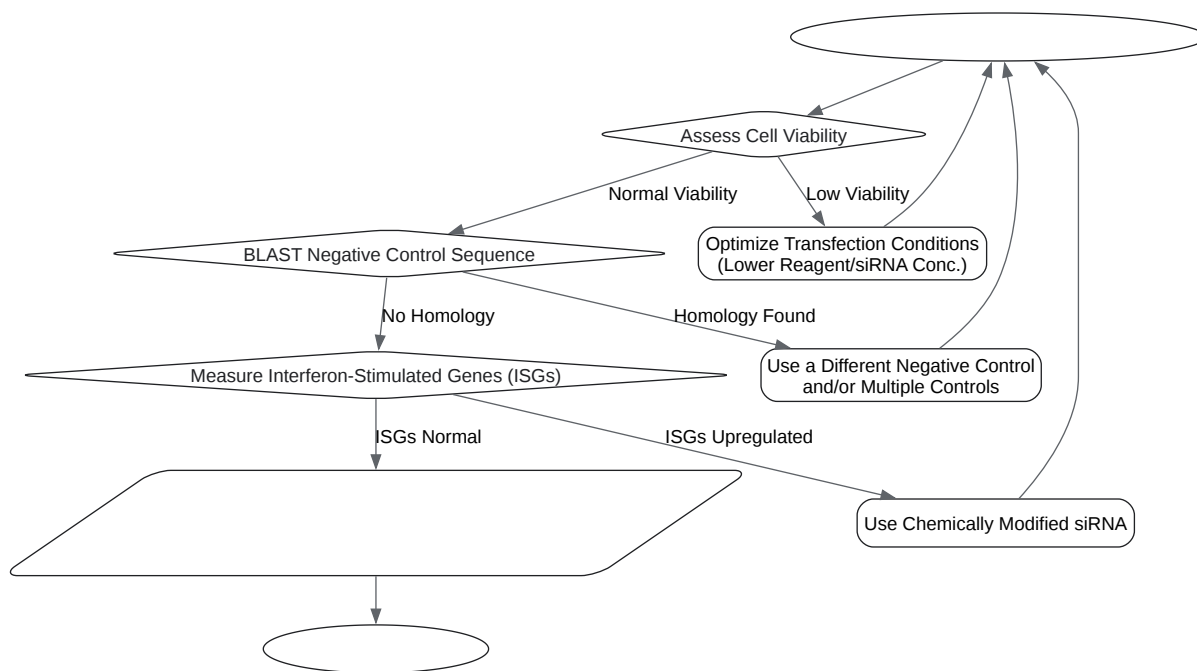 Assess Cell Viability
Normal Viability
Low Viability
Optimize Transfection Conditions
(Lower Reagent/siRNA Conc.)
BLAST Negative Control Sequence
No Homology
Homology Found
Use a Different Negative Control
and/or Multiple Controls
Measure Interferon-Stimulated Genes (ISGs)
ISGs Normal
ISGs Upregulated
Use Chemically Modified siRNA